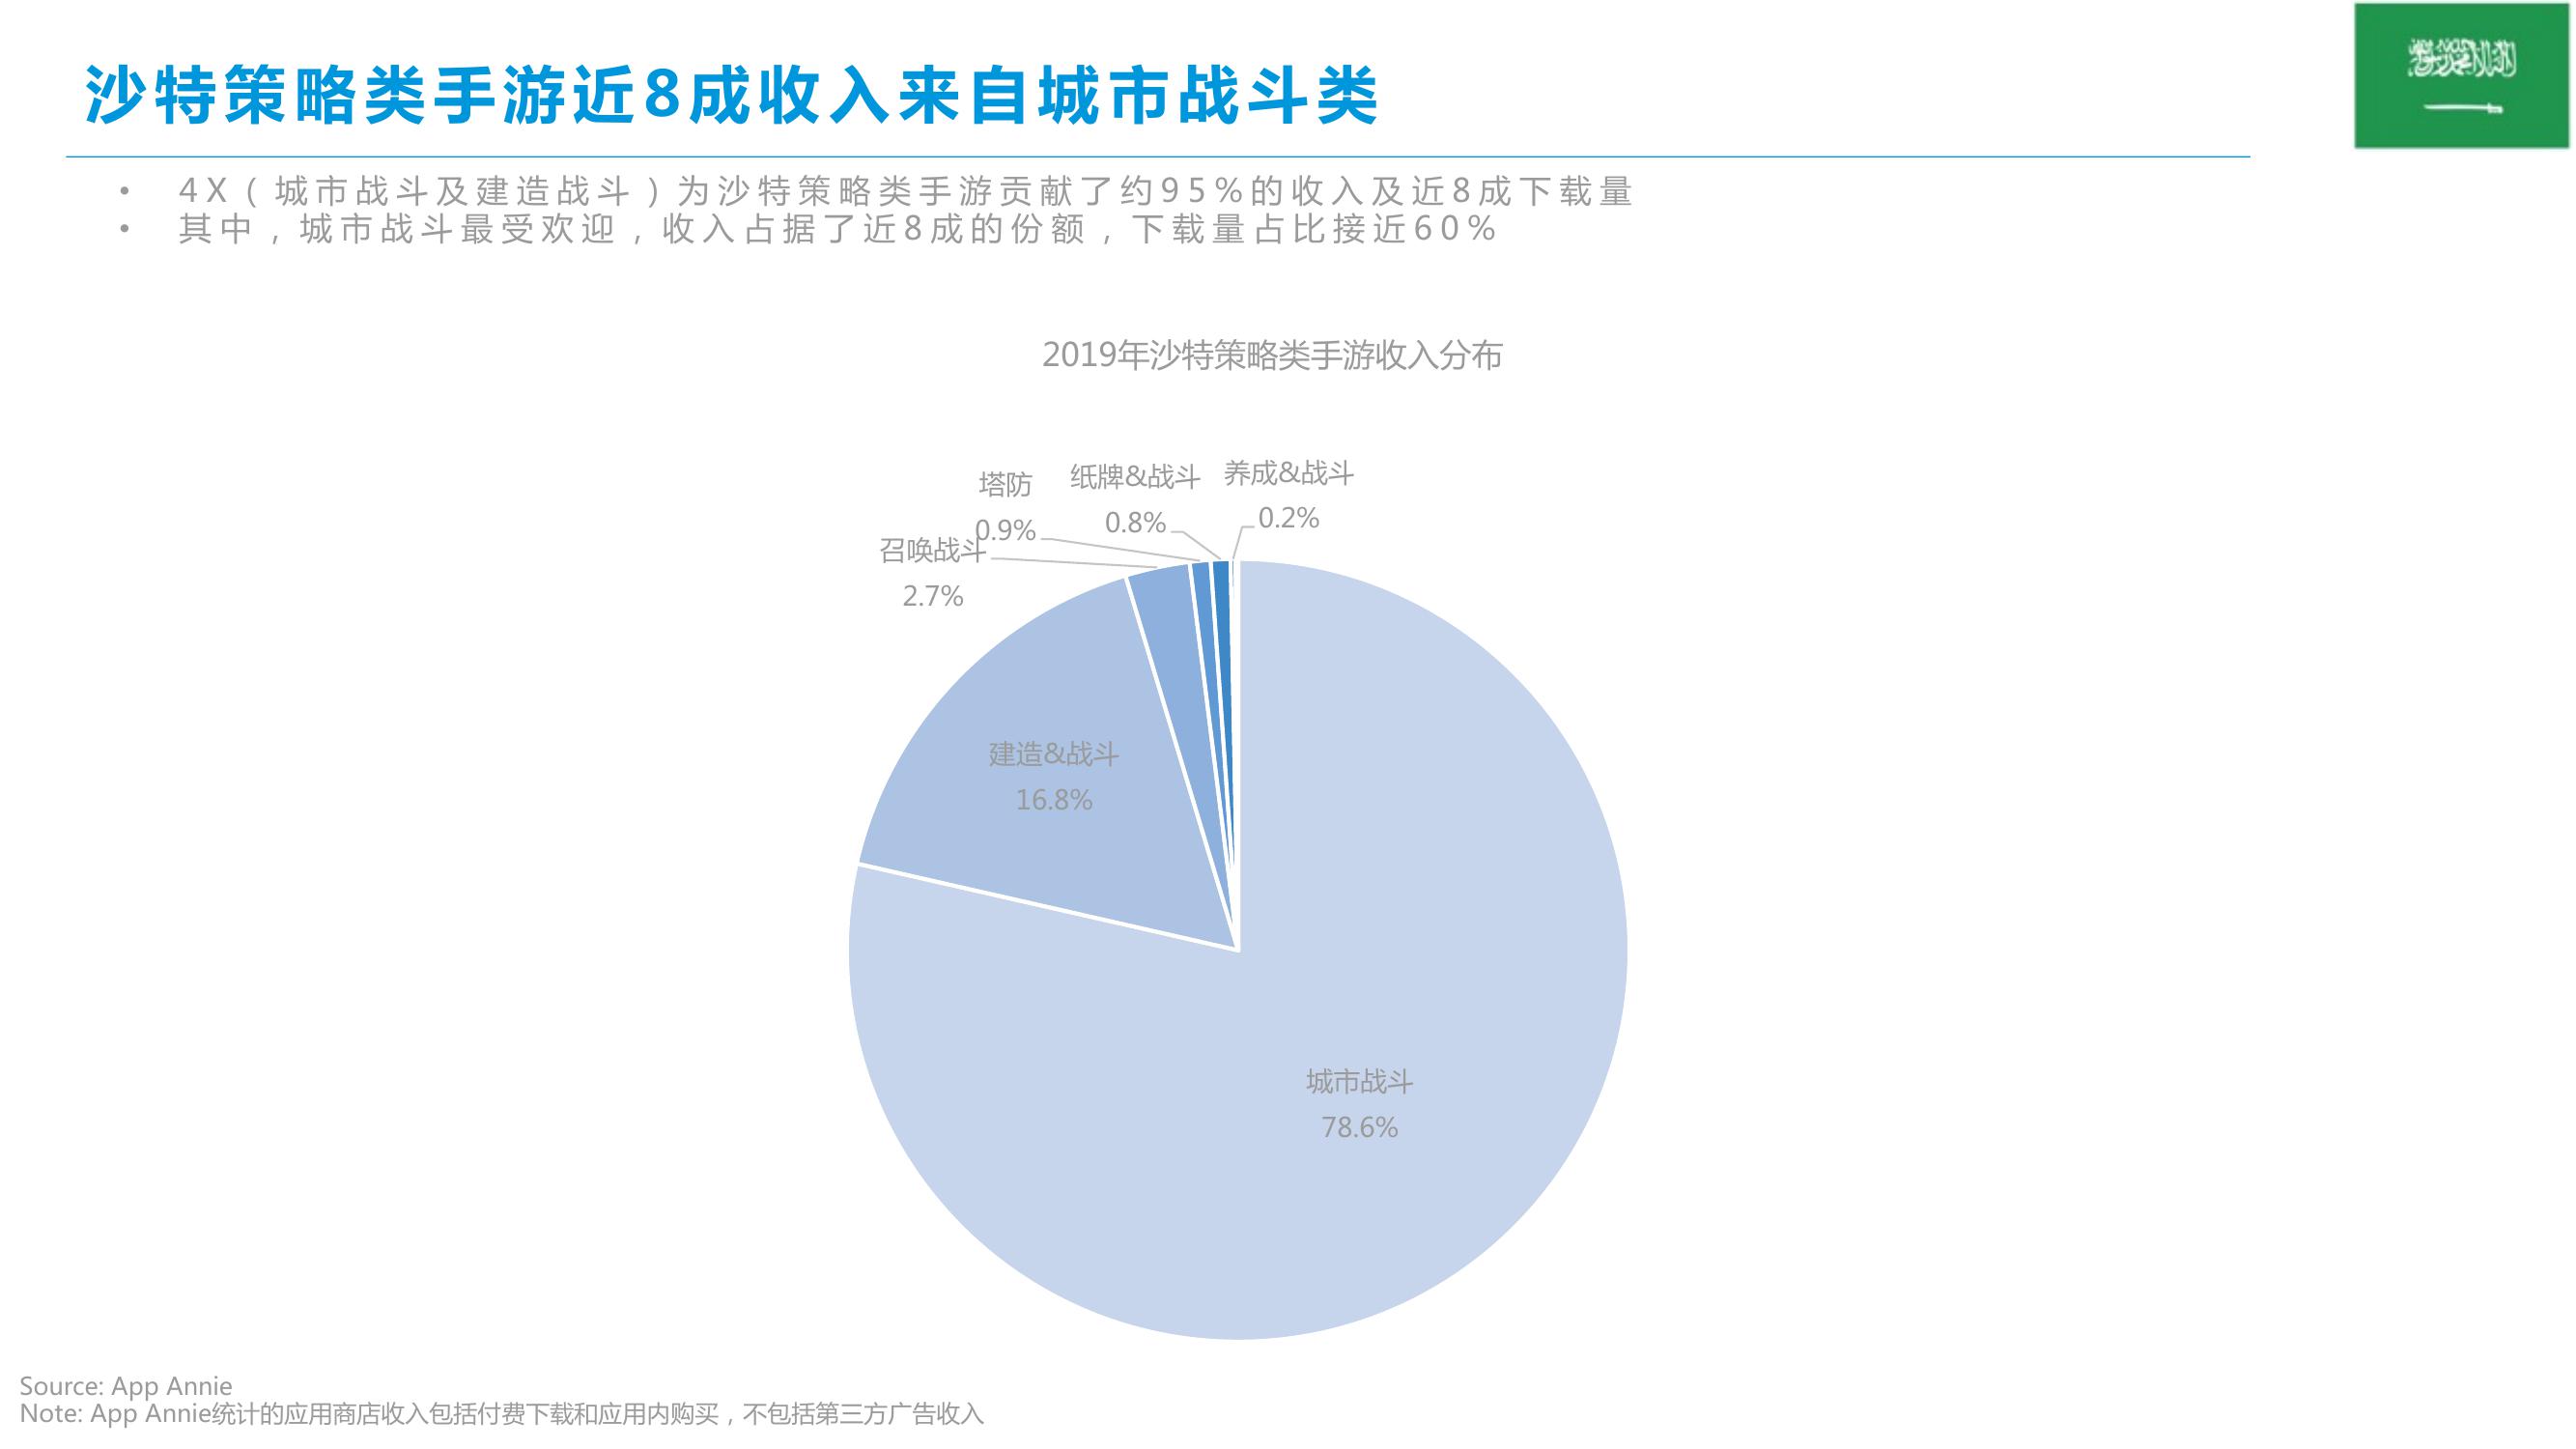 沙特策略类手游近8成收入来自城市战斗类
• 4X(城市战斗及建造战斗)为沙特策略类手游贡献了约95%的收入及近8成下载量
• 其中,城市战斗最受欢迎,收入占据了近8成的份额,下载量占比接近60%
2019年沙特策略类手游收入分布
召唤战斗
2.7%
塔防
0.9%
纸牌&战斗
0.8%
养成&战斗
0.2%
建造&战斗
16.8%
城市战斗
78.6%
Source: App Annie
Note: App Annie统计的应用商店收入包括付费下载和应用内购买,不包括第三方广告收入